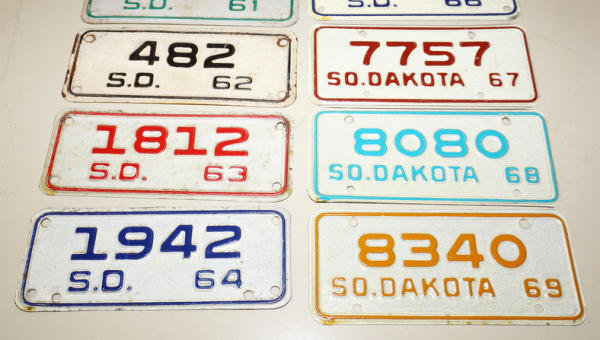 S.D. 61
S.D. 66
482
S.D. 62
7757
SO.DAKOTA 67
1812
S.D. 63
8080
SO.DAKOTA 68
1942
S.D. 64
8340
SO.DAKOTA 69